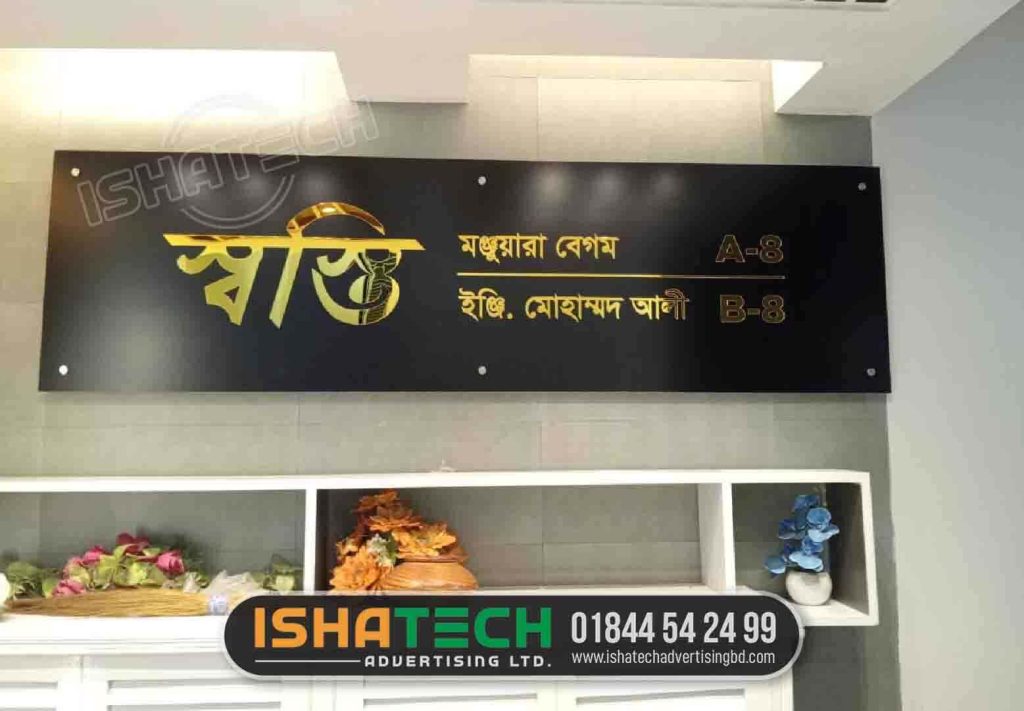 ISHATECH
স্বস্তি
মঞ্জুয়ারা বেগম A-8
ইঞ্জি. মোহাম্মদ আলী B-8
ISHATECH 01844 54 24 99
ADVERTISING LTD. www.ishatechadvertisingbd.com